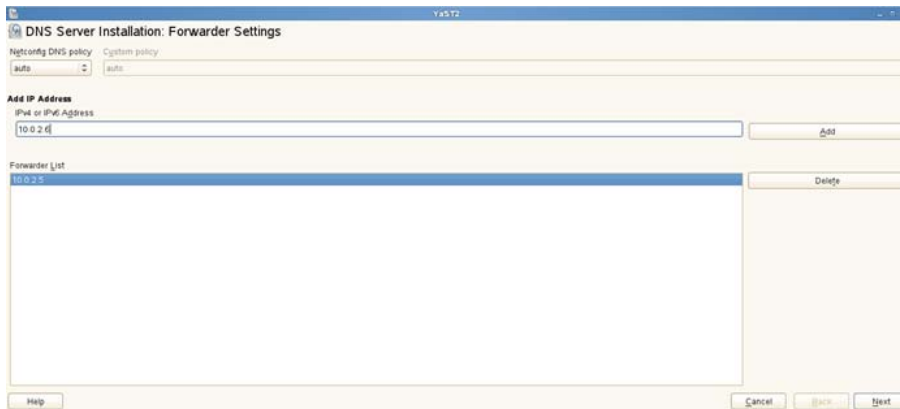 YaST2
DNS Server Installation: Forwarder Settings
Netconfig DNS policy Custom policy
auto auto
Add IP Address
IPv4 or IPv6 Address
10.0.2.6
Add
Forwarder List
10.0.2.5
Delete
Help
Cancel
Back
Next